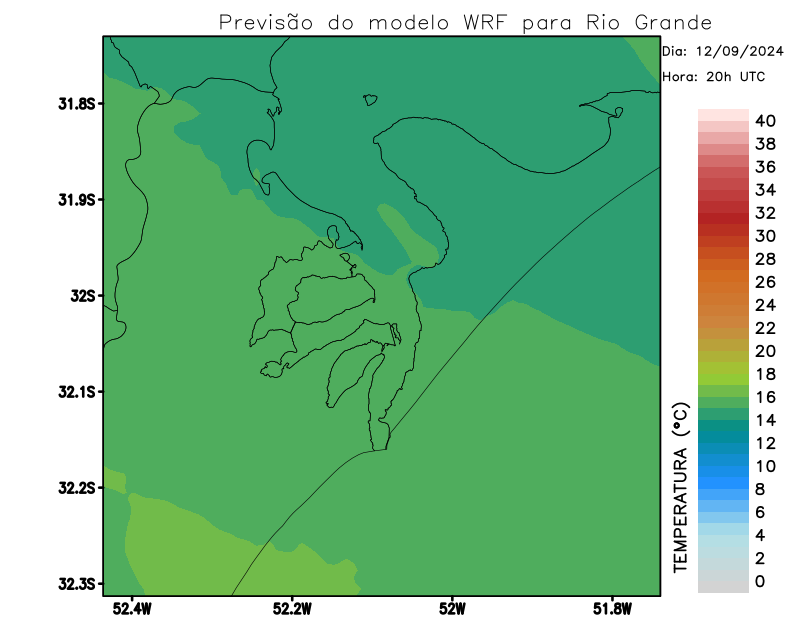 Previsão do modelo WRF para Rio Grande
Dia: 12/09/2024
Hora: 20h UTC
31.8S
31.9S
32S
32.1S
32.2S
32.3S
52.4W
52.2W
52W
51.8W
TEMPERATURA (°C)
40
38
36
34
32
30
28
26
24
22
20
18
16
14
12
10
8
6
4
2
0